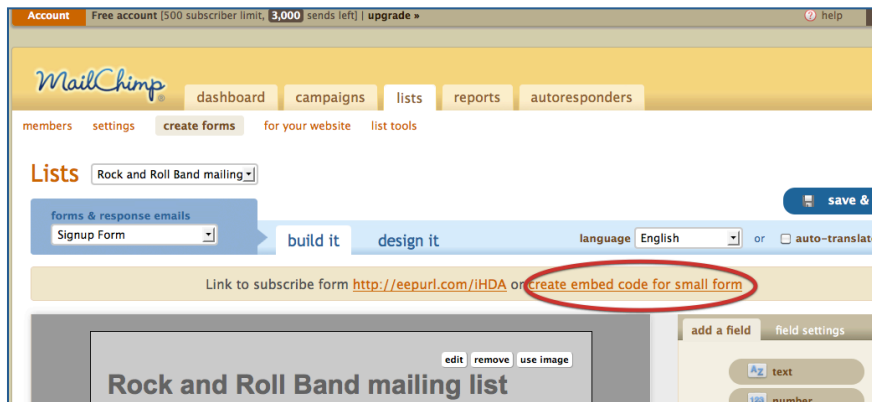 Account Free account [500 subscriber limit, 3,000 sends left] | upgrade » help
MailChimp
dashboard campaigns lists reports autoresponders
members settings create forms for your website list tools
Lists Rock and Roll Band mailing
save &
forms & response emails
Signup Form
build it design it language English or auto-translat
Link to subscribe form http://eepurl.com/iHDA or create embed code for small form
add a field field settings
edit remove use image
Az text
Rock and Roll Band mailing list
123 number